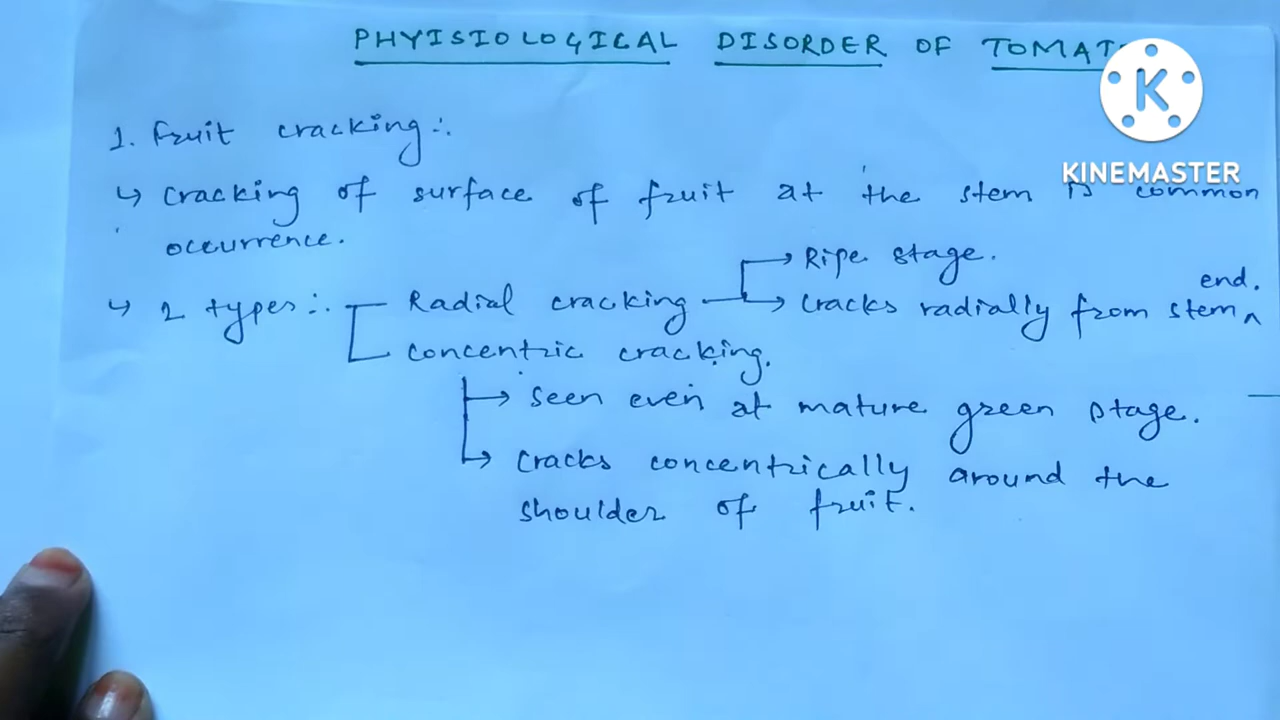 PHYISIOLOGICAL DISORDER OF TOMAT
K
KINEMASTER
1. Fruit cracking :.
↳ cracking of surface of fruit at the stem is common
occurrence.
→ Ripe stage.
end.
↳ 2 types :. Radial cracking → cracks radially from stem ^
concentric cracking.
→ seen even at mature green stage.
↳ cracks concentrically around the
shoulder of fruit.